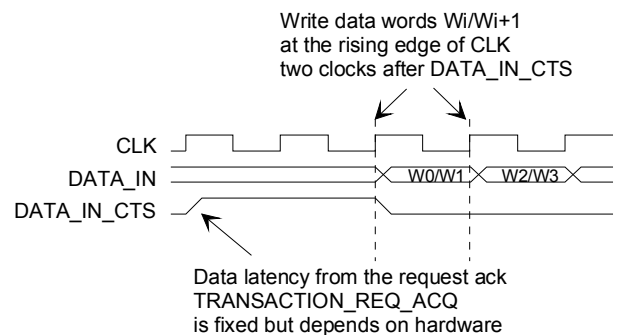 Write data words Wi/Wi+1
at the rising edge of CLK
two clocks after DATA_IN_CTS
CLK
DATA_IN
W0/W1
W2/W3
DATA_IN_CTS
Data latency from the request ack
TRANSACTION_REQ_ACQ
is fixed but depends on hardware